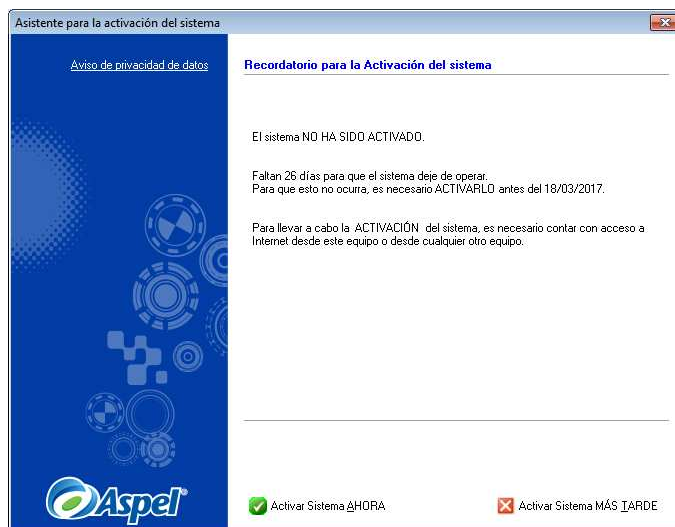 Asistente para la activación del sistema
Aviso de privacidad de datos
Recordatorio para la Activación del sistema
El sistema NO HA SIDO ACTIVADO.
Faltan 26 días para que el sistema deje de operar.
Para que esto no ocurra, es necesario ACTIVARLO antes del 18/03/2017.
Para llevar a cabo la ACTIVACIÓN del sistema, es necesario contar con acceso a
Internet desde este equipo o desde cualquier otro equipo.
Aspel®
Activar Sistema AHORA
Activar Sistema MÁS TARDE